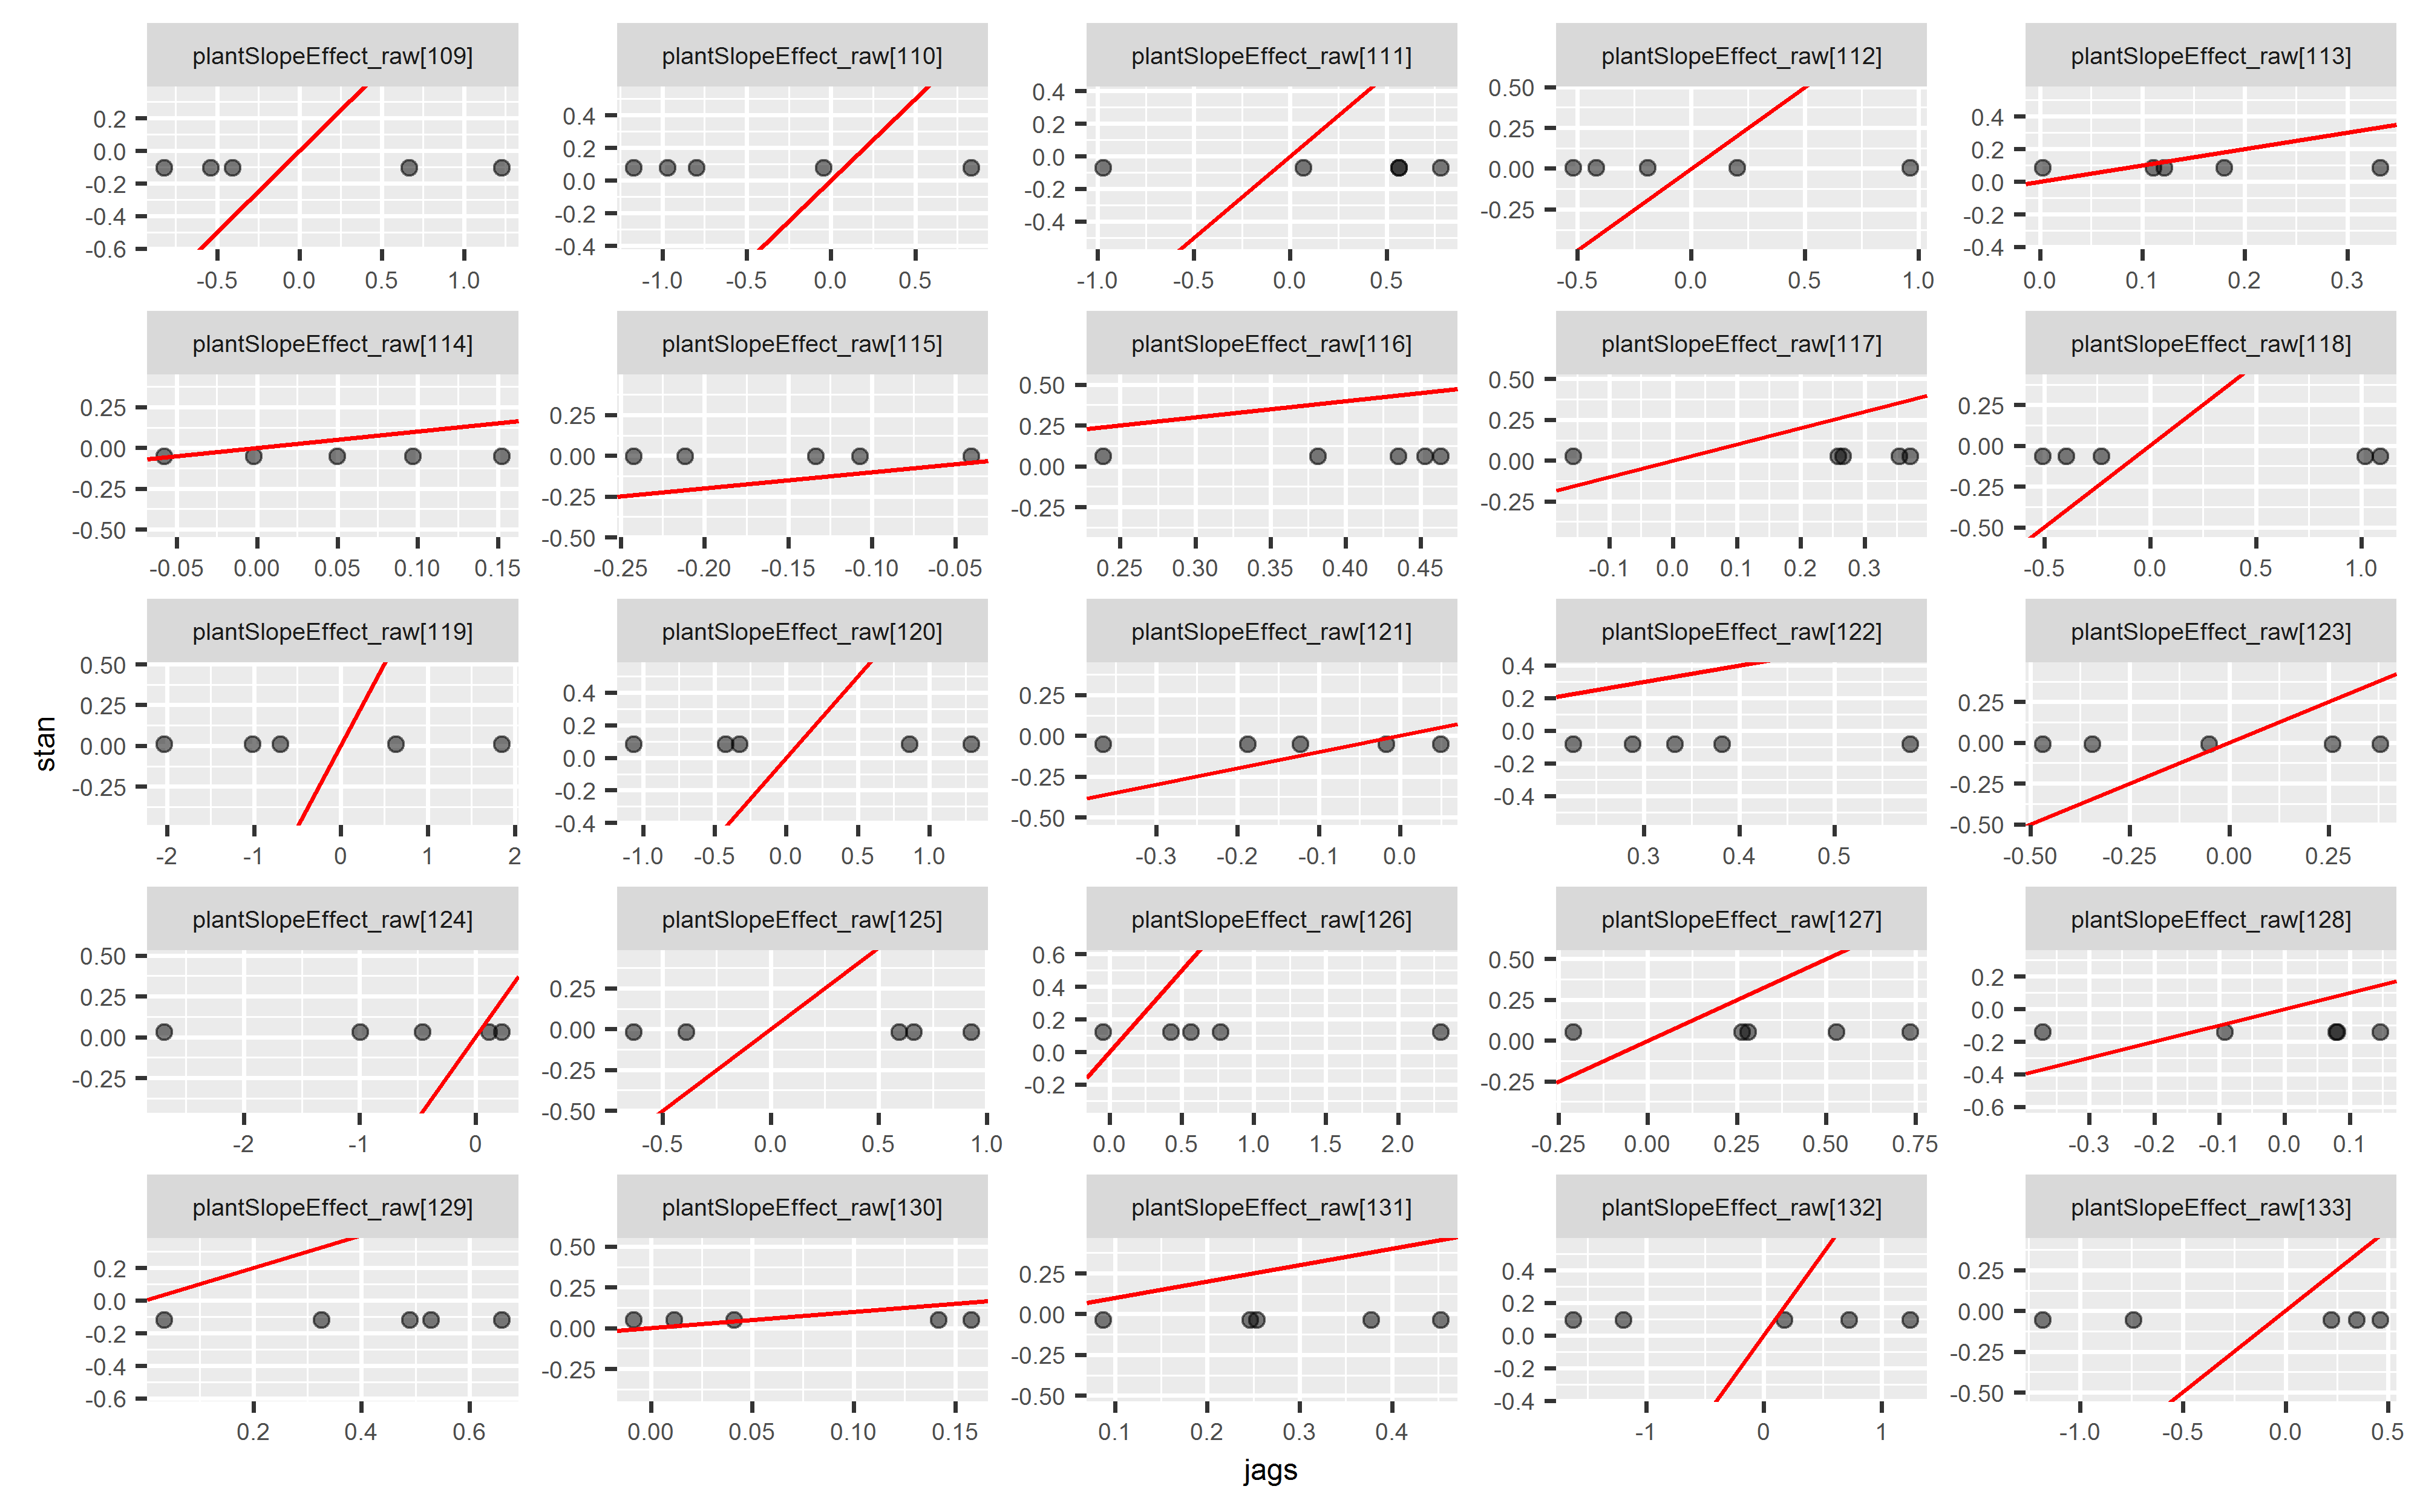 plantSlopeEffect_raw[109] plantSlopeEffect_raw[110] plantSlopeEffect_raw[111] plantSlopeEffect_raw[112] plantSlopeEffect_raw[113]
0.2 0.0 -0.2 -0.4 -0.6
0.4 0.2 0.0 -0.2 -0.4
0.4 0.2 0.0 -0.2 -0.4
0.50 0.25 0.00 -0.25
0.4 0.2 0.0 -0.2 -0.4
-0.5 0.0 0.5 1.0 -1.0 -0.5 0.0 0.5 -1.0 -0.5 0.0 0.5 -0.5 0.0 0.5 1.0 0.0 0.1 0.2 0.3
plantSlopeEffect_raw[114] plantSlopeEffect_raw[115] plantSlopeEffect_raw[116] plantSlopeEffect_raw[117] plantSlopeEffect_raw[118]
0.25 0.00 -0.25 -0.50
0.25 0.00 -0.25 -0.50
0.50 0.25 0.00 -0.25
0.50 0.25 0.00 -0.25
0.25 0.00 -0.25 -0.50
-0.05 0.00 0.05 0.10 0.15 -0.25 -0.20 -0.15 -0.10 -0.05 0.25 0.30 0.35 0.40 0.45 -0.1 0.0 0.1 0.2 0.3 -0.5 0.0 0.5 1.0
plantSlopeEffect_raw[119] plantSlopeEffect_raw[120] plantSlopeEffect_raw[121] plantSlopeEffect_raw[122] plantSlopeEffect_raw[123]
stan
0.50 0.25 0.00 -0.25
0.4 0.2 0.0 -0.2 -0.4
0.25 0.00 -0.25 -0.50
0.4 0.2 0.0 -0.2 -0.4
0.25 0.00 -0.25 -0.50
-2 -1 0 1 2 -1.0 -0.5 0.0 0.5 1.0 -0.3 -0.2 -0.1 0.0 0.3 0.4 0.5 -0.50 -0.25 0.00 0.25
plantSlopeEffect_raw[124] plantSlopeEffect_raw[125] plantSlopeEffect_raw[126] plantSlopeEffect_raw[127] plantSlopeEffect_raw[128]
0.50 0.25 0.00 -0.25
0.25 0.00 -0.25 -0.50
0.6 0.4 0.2 0.0 -0.2
0.50 0.25 0.00 -0.25
0.2 0.0 -0.2 -0.4 -0.6
-2 -1 0 -0.5 0.0 0.5 1.0 0.0 0.5 1.0 1.5 2.0 -0.25 0.00 0.25 0.50 0.75 -0.3 -0.2 -0.1 0.0 0.1
plantSlopeEffect_raw[129] plantSlopeEffect_raw[130] plantSlopeEffect_raw[131] plantSlopeEffect_raw[132] plantSlopeEffect_raw[133]
0.2 0.0 -0.2 -0.4 -0.6
0.50 0.25 0.00 -0.25
0.25 0.00 -0.25 -0.50
0.4 0.2 0.0 -0.2 -0.4
0.25 0.00 -0.25 -0.50
0.2 0.4 0.6 0.00 0.05 0.10 0.15 0.1 0.2 0.3 0.4 -1 0 1 -1.0 -0.5 0.0 0.5
jags